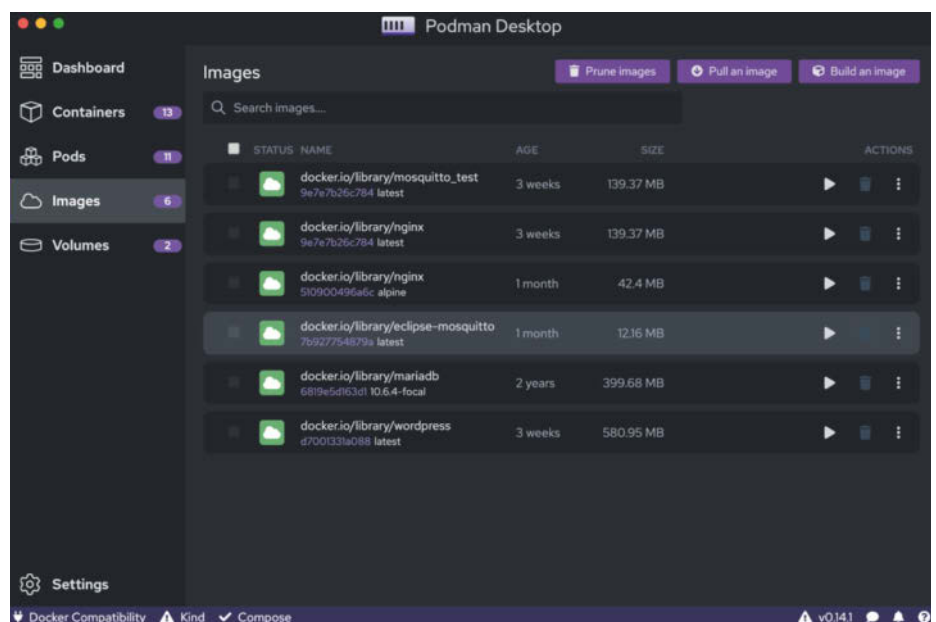 Podman Desktop
Dashboard
Containers 13
Pods 11
Images 6
Volumes 2
Settings
Images
Prune images Pull an image Build an image
Search images....
STATUS NAME AGE SIZE ACTIONS
docker.io/library/mosquitto_test 3 weeks 139.37 MB
9e7e7b26c784 latest
docker.io/library/nginx 3 weeks 139.37 MB
9e7e7b26c784 latest
docker.io/library/nginx 1 month 42.4 MB
510900496a6c alpine
docker.io/library/eclipse-mosquitto 1 month 12.16 MB
7b927754879a latest
docker.io/library/mariadb 2 years 399.68 MB
6819e5d163d1 10.6.4-focal
docker.io/library/wordpress 3 weeks 580.95 MB
d7001331a088 latest
Docker Compatibility Kind Compose v0.14.1